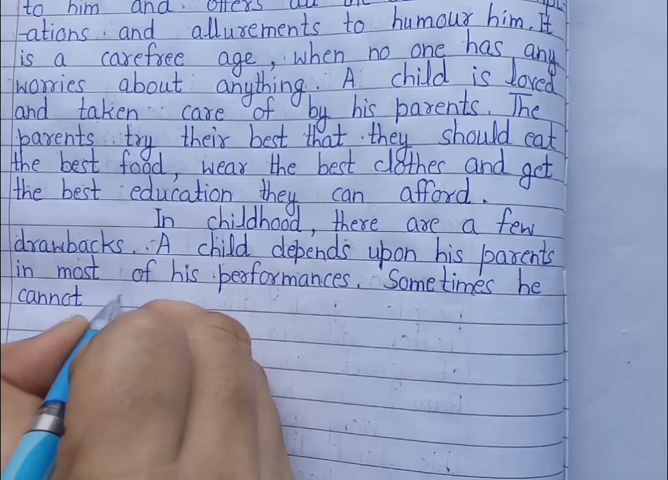 to him and offers all the
-ations and allurements to humour him. It
is a carefree age, when no one has any
worries about anything. A child is loved
and taken care of by his parents. The
parents try their best that they should eat
the best food, wear the best clothes and get
the best education they can afford.
In childhood, there are a few
drawbacks. A child depends upon his parents
in most of his performances. Sometimes he
cannot